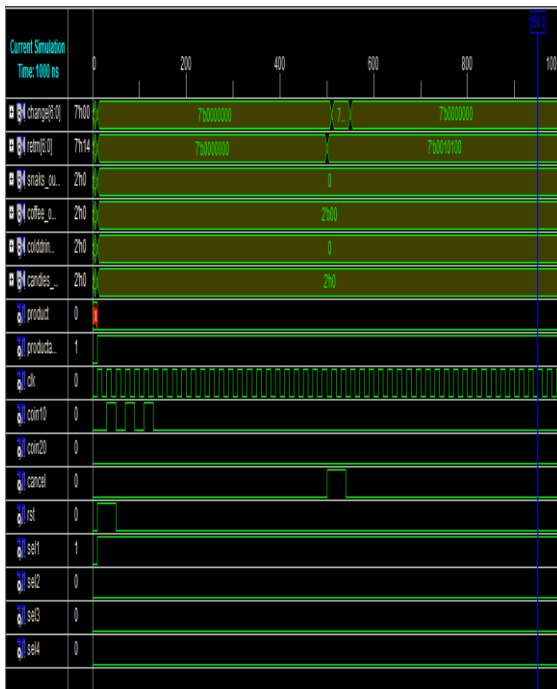 Current Simulation
Time: 1000 ns
0 200 400 600 800 100
change[6:0] 7'h00 7'b0000000 7... 7'b0000000
retrn[6:0] 7'h14 7'b0000000 7'b0010100
snaks_ou... 2'h0 0
coffee_o... 2'h0 2'b00
colddrin... 2'h0 0
candies_... 2'h0 2'h0
product 0
producta... 1
clk 0
coin10 0
coin20 0
cancel 0
rst 0
sel1 1
sel2 0
sel3 0
sel4 0